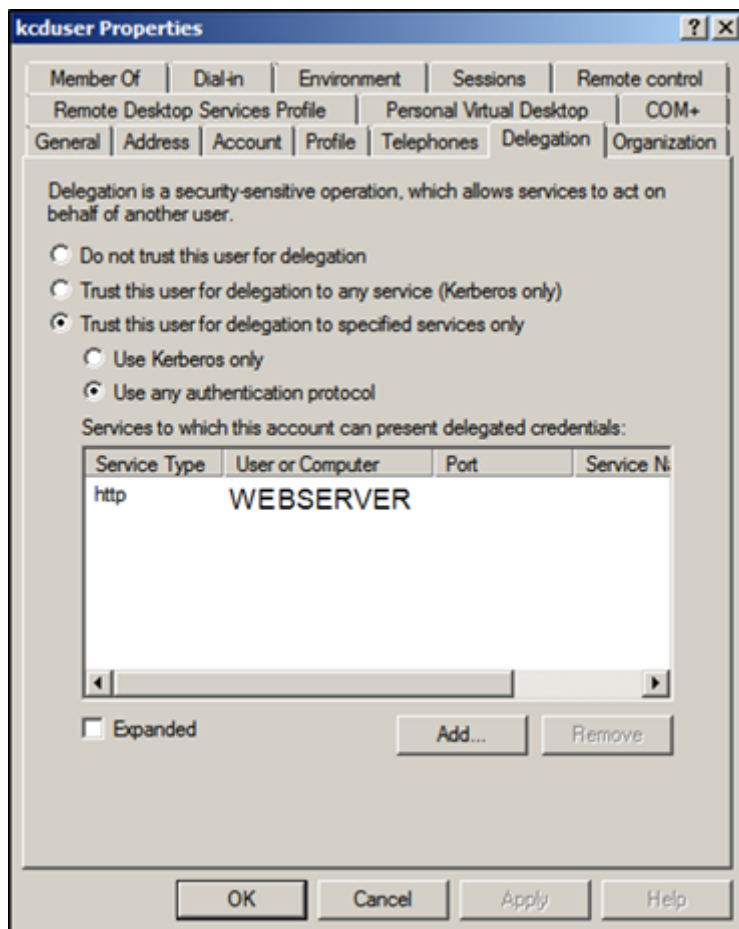 kcduser Properties
Member Of Dial-in Environment Sessions Remote control
Remote Desktop Services Profile Personal Virtual Desktop COM+
General Address Account Profile Telephones Delegation Organization
Delegation is a security-sensitive operation, which allows services to act on
behalf of another user.
Do not trust this user for delegation
Trust this user for delegation to any service (Kerberos only)
Trust this user for delegation to specified services only
Use Kerberos only
Use any authentication protocol
Services to which this account can present delegated credentials:
Service Type User or Computer Port Service Na
http WEBSERVER
Expanded Add... Remove
OK Cancel Apply Help